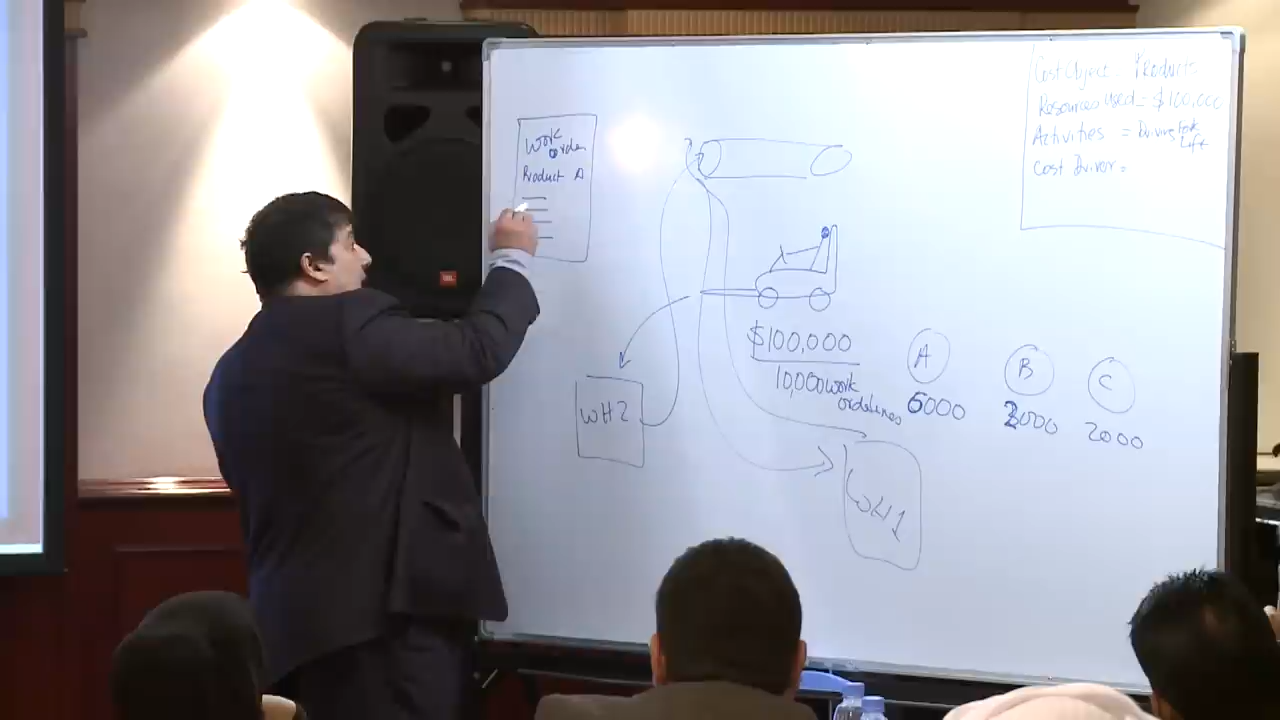 Work
order
Product A
Cost Object = Products
Resources Used = $100,000
Activities = Driving Fork
Lift
Cost Driver =
$100,000
10,000 work
orderlines
A
6000
B
2000
C
2000
WH2
WH1
JBL